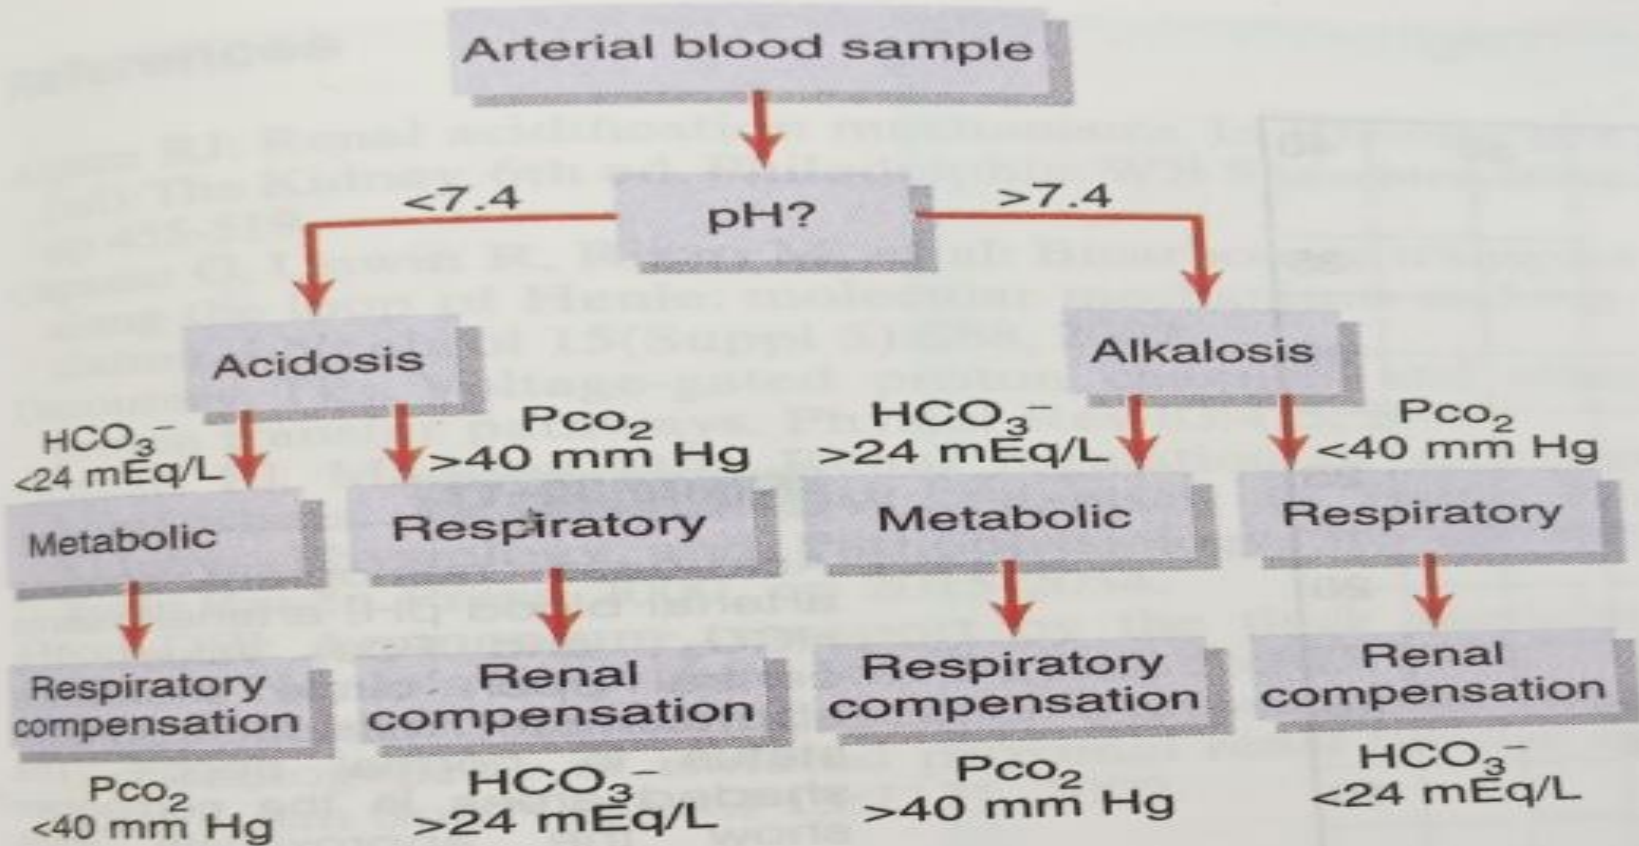 Arterial blood sample
<7.4
pH?
>7.4
Acidosis
Alkalosis
HCO₃⁻
<24 mEq/L
Pco₂
>40 mm Hg
HCO₃⁻
>24 mEq/L
Pco₂
<40 mm Hg
Metabolic
Respiratory
Metabolic
Respiratory
Respiratory
compensation
Renal
compensation
Respiratory
compensation
Renal
compensation
Pco₂
<40 mm Hg
HCO₃⁻
>24 mEq/L
Pco₂
>40 mm Hg
HCO₃⁻
<24 mEq/L